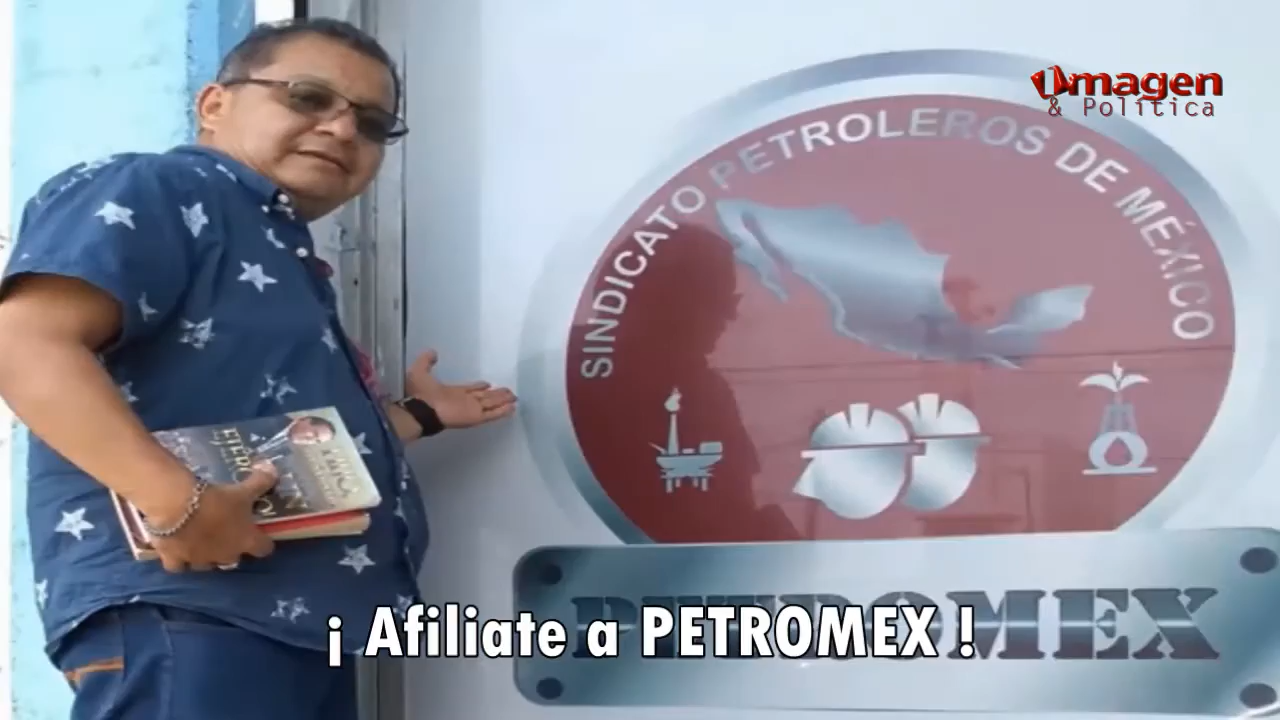 Imagen
& Política
SINDICATO PETROLEROS DE MÉXICO
PETROMEX
¡ Afiliate a PETROMEX !